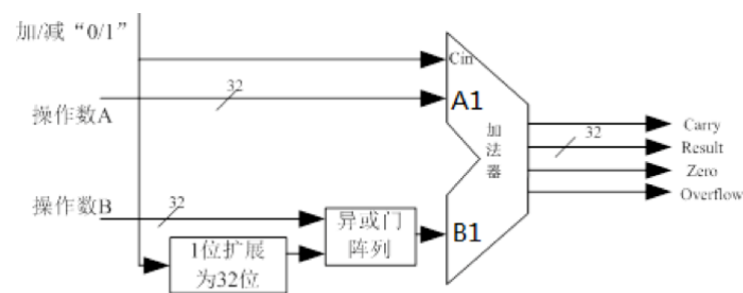 加/减“0/1”
Cin
32
A1
操作数A
加
法
器
Carry
32
Result
Zero
Overflow
操作数B
32
异或门
阵列
B1
1位扩展
为32位